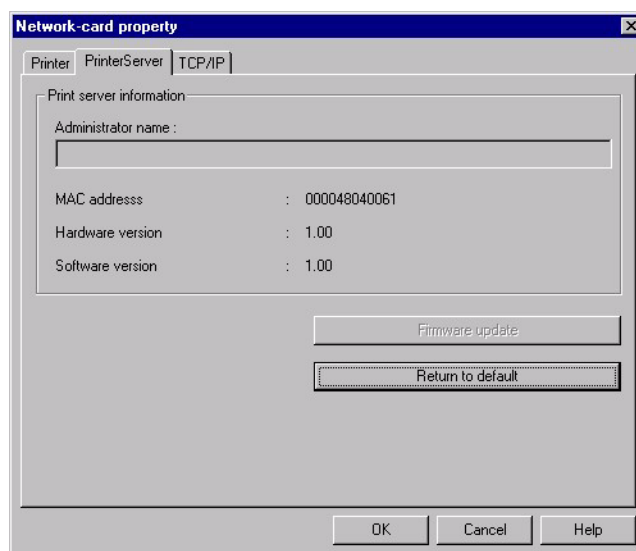 Network-card property
Printer PrinterServer TCP/IP
Print server information
Administrator name :
MAC addresss : 000048040061
Hardware version : 1.00
Software version : 1.00
Firmware update
Return to default
OK Cancel Help